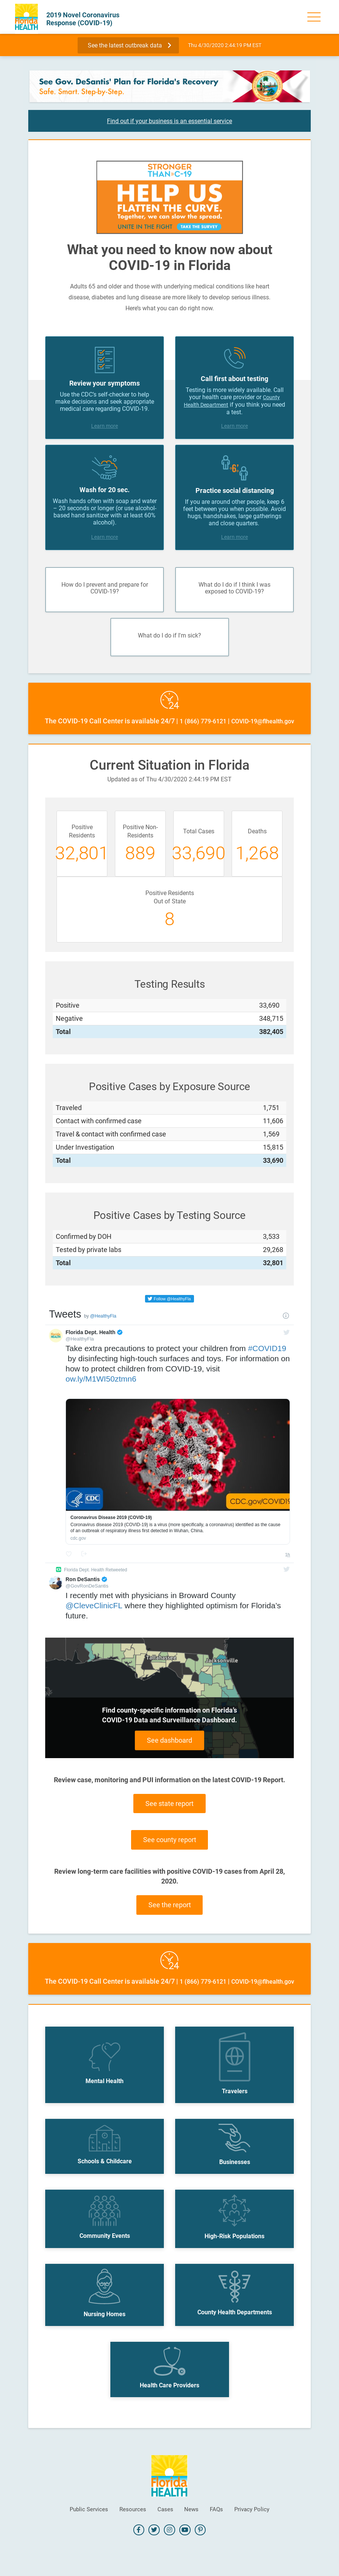 Florida
HEALTH
2019 Novel Coronavirus
Response (COVID-19)
See the latest outbreak data
Thu 4/30/2020 2:44:19 PM EST
See Gov. DeSantis' Plan for Florida's Recovery
Safe. Smart. Step-by-Step.
Find out if your business is an essential service
STRONGER
THAN C-19
HELP US
FLATTEN THE CURVE.
Together, we can slow the spread.
UNITE IN THE FIGHT TAKE THE SURVEY
What you need to know now about
COVID-19 in Florida
Adults 65 and older and those with underlying medical conditions like heart
disease, diabetes and lung disease are more likely to develop serious illness.
Here's what you can do right now.
Review your symptoms
Use the CDC's self-checker to help
make decisions and seek appropriate
medical care regarding COVID-19.
Learn more
Call first about testing
Testing is more widely available. Call
your health care provider or County
Health Department if you think you need
a test.
Learn more
Wash for 20 sec.
Wash hands often with soap and water
– 20 seconds or longer (or use alcohol-
based hand sanitizer with at least 60%
alcohol).
Learn more
6'
Practice social distancing
If you are around other people, keep 6
feet between you when possible. Avoid
hugs, handshakes, large gatherings
and close quarters.
Learn more
How do I prevent and prepare for
COVID-19?
What do I do if I think I was
exposed to COVID-19?
What do I do if I'm sick?
24
The COVID-19 Call Center is available 24/7 | 1 (866) 779-6121 | COVID-19@flhealth.gov
Current Situation in Florida
Updated as of Thu 4/30/2020 2:44:19 PM EST
Positive
Residents
32,801
Positive Non-
Residents
889
Total Cases
33,690
Deaths
1,268
Positive Residents
Out of State
8
Testing Results
Positive 33,690
Negative 348,715
Total 382,405
Positive Cases by Exposure Source
Traveled 1,751
Contact with confirmed case 11,606
Travel & contact with confirmed case 1,569
Under Investigation 15,815
Total 33,690
Positive Cases by Testing Source
Confirmed by DOH 3,533
Tested by private labs 29,268
Total 32,801
Follow @HealthyFla
Tweets by @HealthyFla
Florida Dept. Health
@HealthyFla
Take extra precautions to protect your children from #COVID19
by disinfecting high-touch surfaces and toys. For information on
how to protect children from COVID-19, visit
ow.ly/M1WI50ztmn6
CDC
CDC.gov/COVID19
Coronavirus Disease 2019 (COVID-19)
Coronavirus disease 2019 (COVID-19) is a virus (more specifically, a coronavirus) identified as the cause
of an outbreak of respiratory illness first detected in Wuhan, China.
cdc.gov
Florida Dept. Health Retweeted
Ron DeSantis
@GovRonDeSantis
I recently met with physicians in Broward County
@CleveClinicFL where they highlighted optimism for Florida's
future.
Tallahassee
Jacksonville
Find county-specific information on Florida's
COVID-19 Data and Surveillance Dashboard.
See dashboard
Review case, monitoring and PUI information on the latest COVID-19 Report.
See state report
See county report
Review long-term care facilities with positive COVID-19 cases from April 28,
2020.
See the report
24
The COVID-19 Call Center is available 24/7 | 1 (866) 779-6121 | COVID-19@flhealth.gov
Mental Health
Travelers
Schools & Childcare
Businesses
Community Events
High-Risk Populations
Nursing Homes
County Health Departments
Health Care Providers
Florida
HEALTH
Public Services Resources Cases News FAQs Privacy Policy